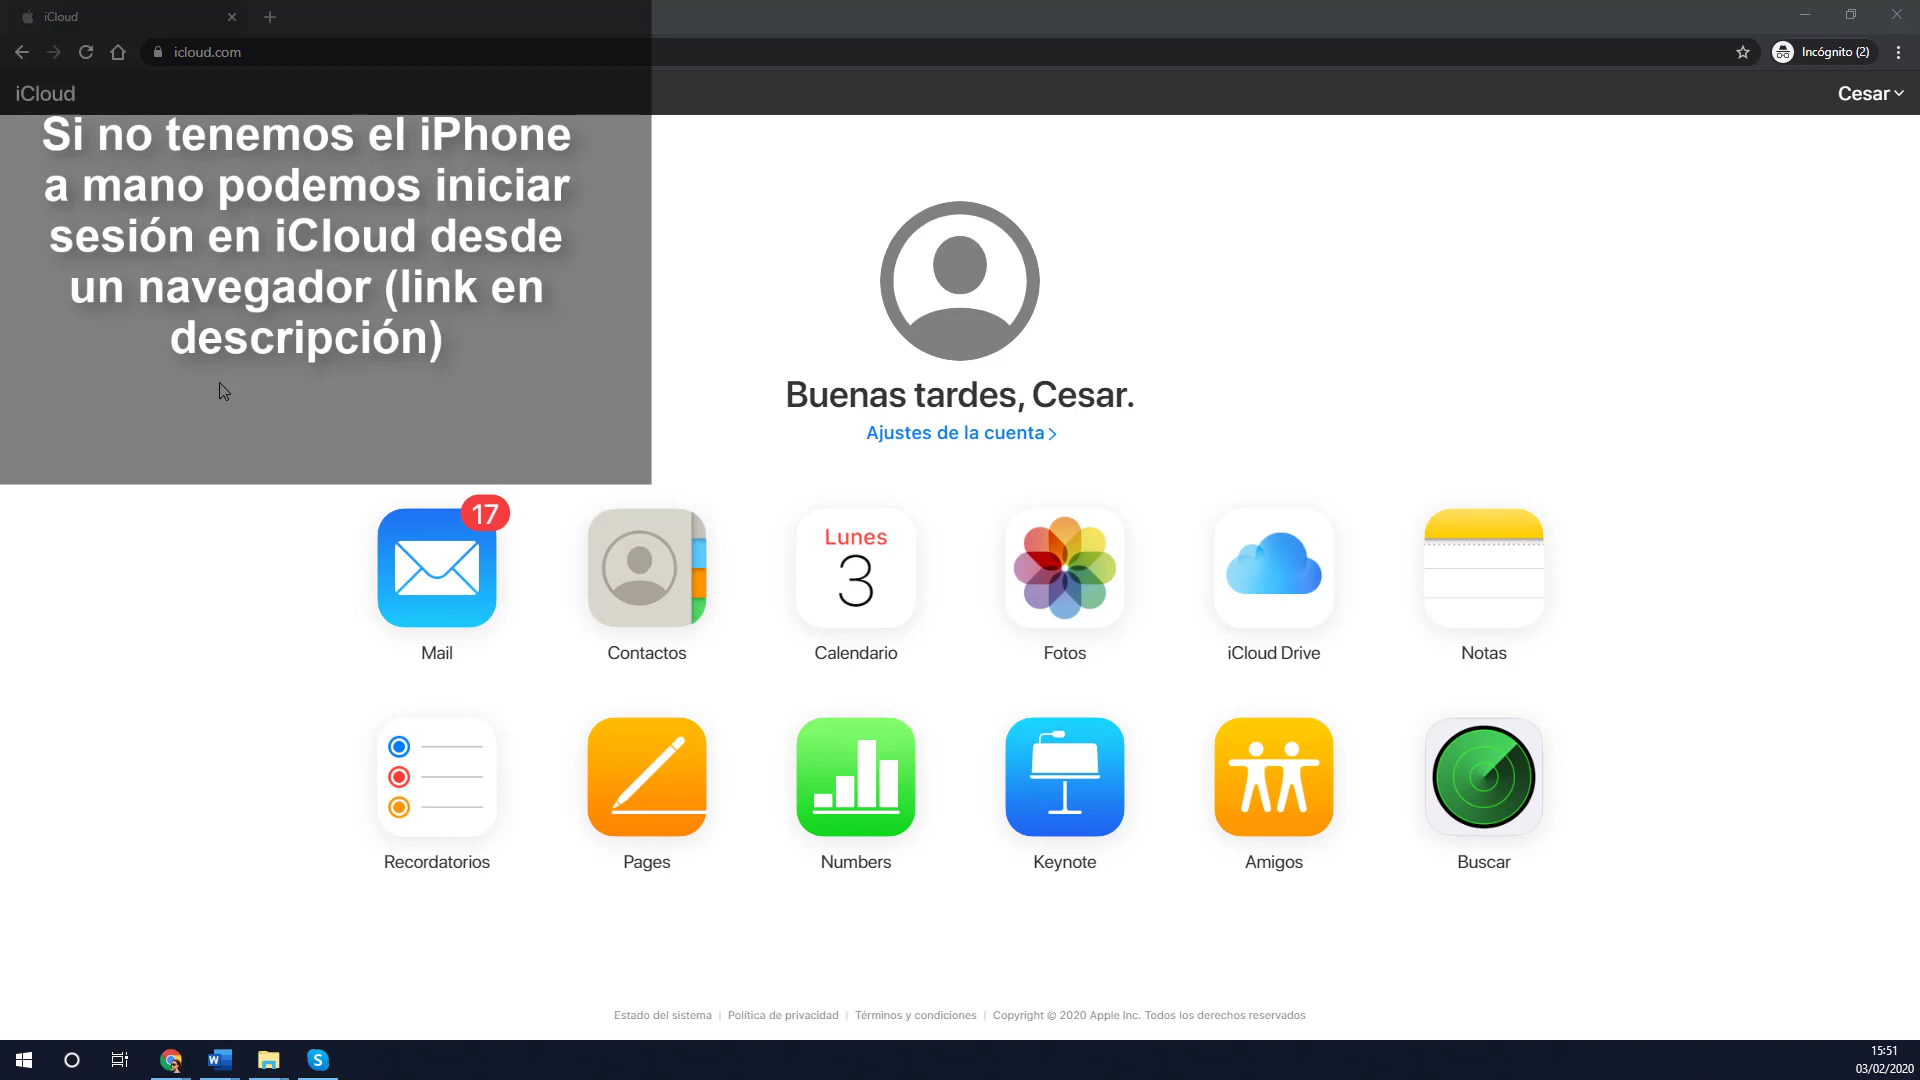 iCloud
icloud.com
Incógnito (2)
iCloud
Cesar
Si no tenemos el iPhone
a mano podemos iniciar
sesión en iCloud desde
un navegador (link en
descripción)
Buenas tardes, Cesar.
Ajustes de la cuenta
17
Lunes
3
Mail
Contactos
Calendario
Fotos
iCloud Drive
Notas
Recordatorios
Pages
Numbers
Keynote
Amigos
Buscar
Estado del sistema | Política de privacidad | Términos y condiciones | Copyright © 2020 Apple Inc. Todos los derechos reservados
W
S
15:51
03/02/2020